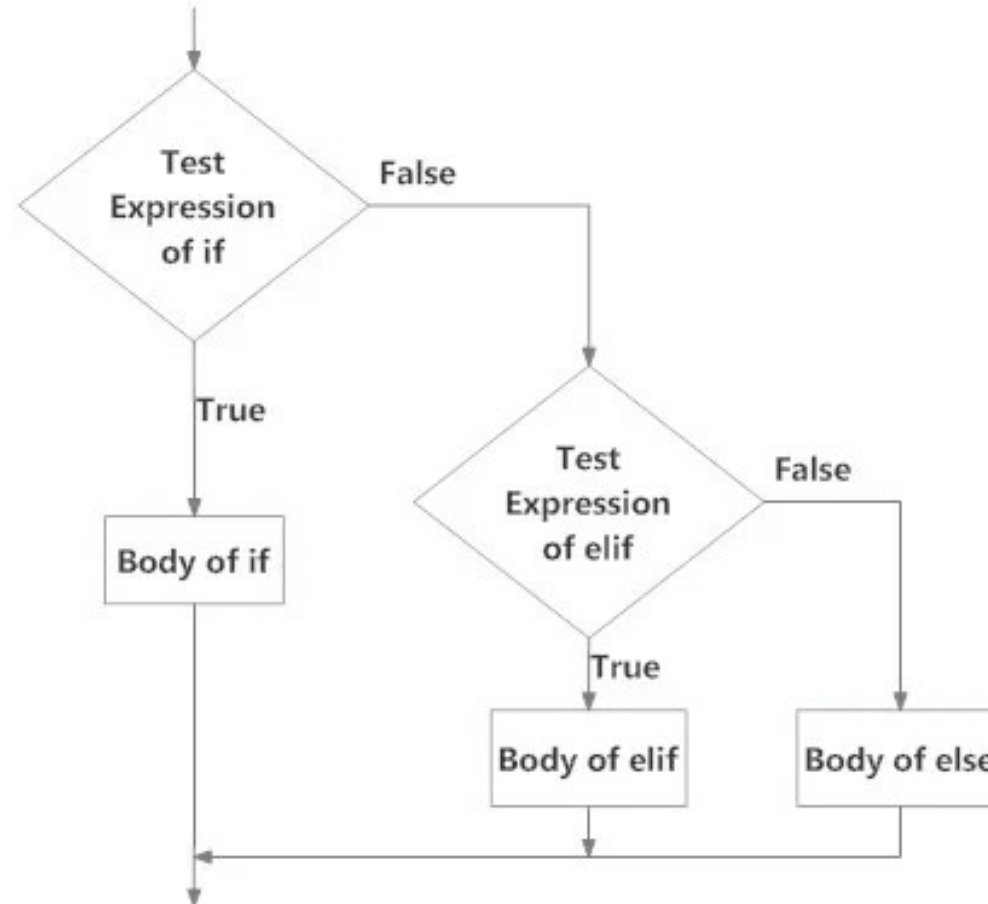 Test
Expression
of if
False
True
Body of if
Test
Expression
of elif
False
True
Body of elif
Body of else